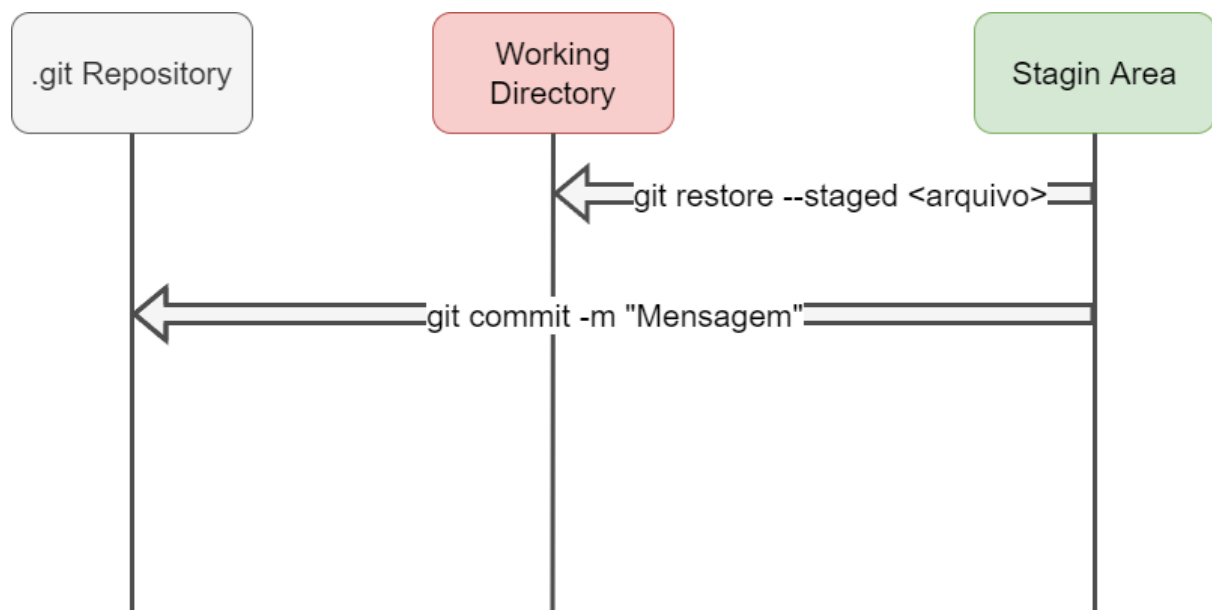 .git Repository
Working
Directory
Stagin Area
git restore --staged <arquivo>
git commit -m "Mensagem"